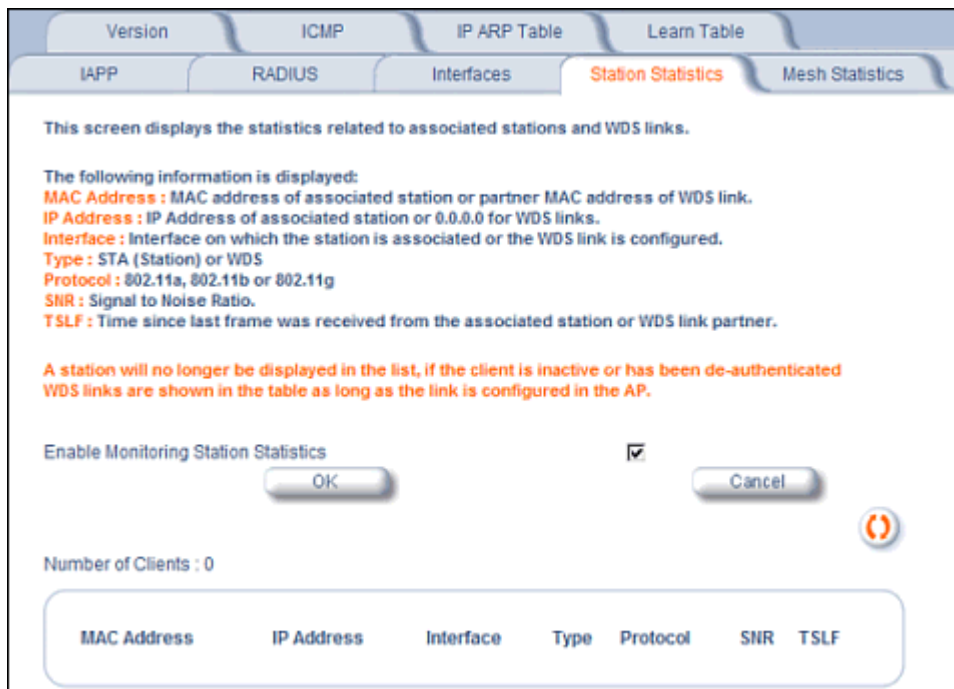 Version ICMP IP ARP Table Learn Table
IAPP RADIUS Interfaces Station Statistics Mesh Statistics
This screen displays the statistics related to associated stations and WDS links.
The following information is displayed:
MAC Address : MAC address of associated station or partner MAC address of WDS link.
IP Address : IP Address of associated station or 0.0.0.0 for WDS links.
Interface : Interface on which the station is associated or the WDS link is configured.
Type : STA (Station) or WDS
Protocol : 802.11a, 802.11b or 802.11g
SNR : Signal to Noise Ratio.
TSLF : Time since last frame was received from the associated station or WDS link partner.
A station will no longer be displayed in the list, if the client is inactive or has been de-authenticated
WDS links are shown in the table as long as the link is configured in the AP.
Enable Monitoring Station Statistics
OK Cancel
Number of Clients : 0
MAC Address IP Address Interface Type Protocol SNR TSLF